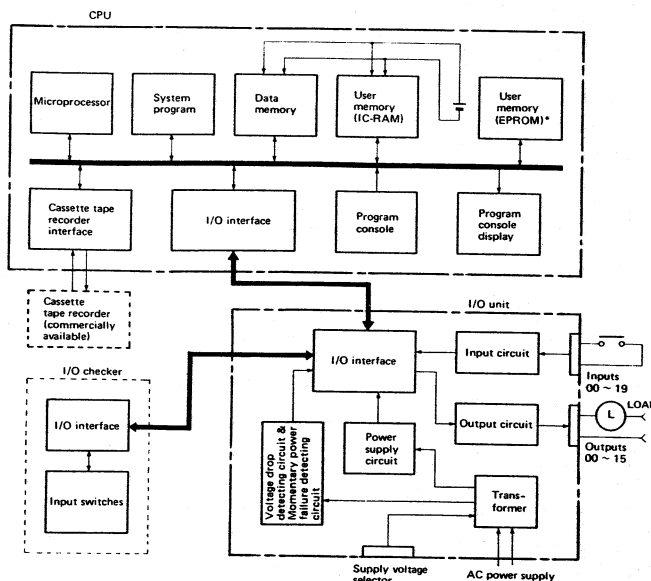 CPU
Microprocessor
System
program
Data
memory
User
memory
(IC-RAM)
User
memory
(EPROM)*
Cassette tape
recorder
interface
I/O interface
Program
console
Program
console
display
Cassette
tape recorder
(commercially
available)
I/O unit
I/O interface
Input circuit
Inputs
00 ~ 19
I/O checker
I/O interface
Input switches
Output circuit
L
LOAD
Outputs
00 ~ 15
Voltage drop
detecting circuit &
Momentary power
failure detecting
circuit
Power
supply
circuit
Trans-
former
Supply voltage
selector
AC power supply